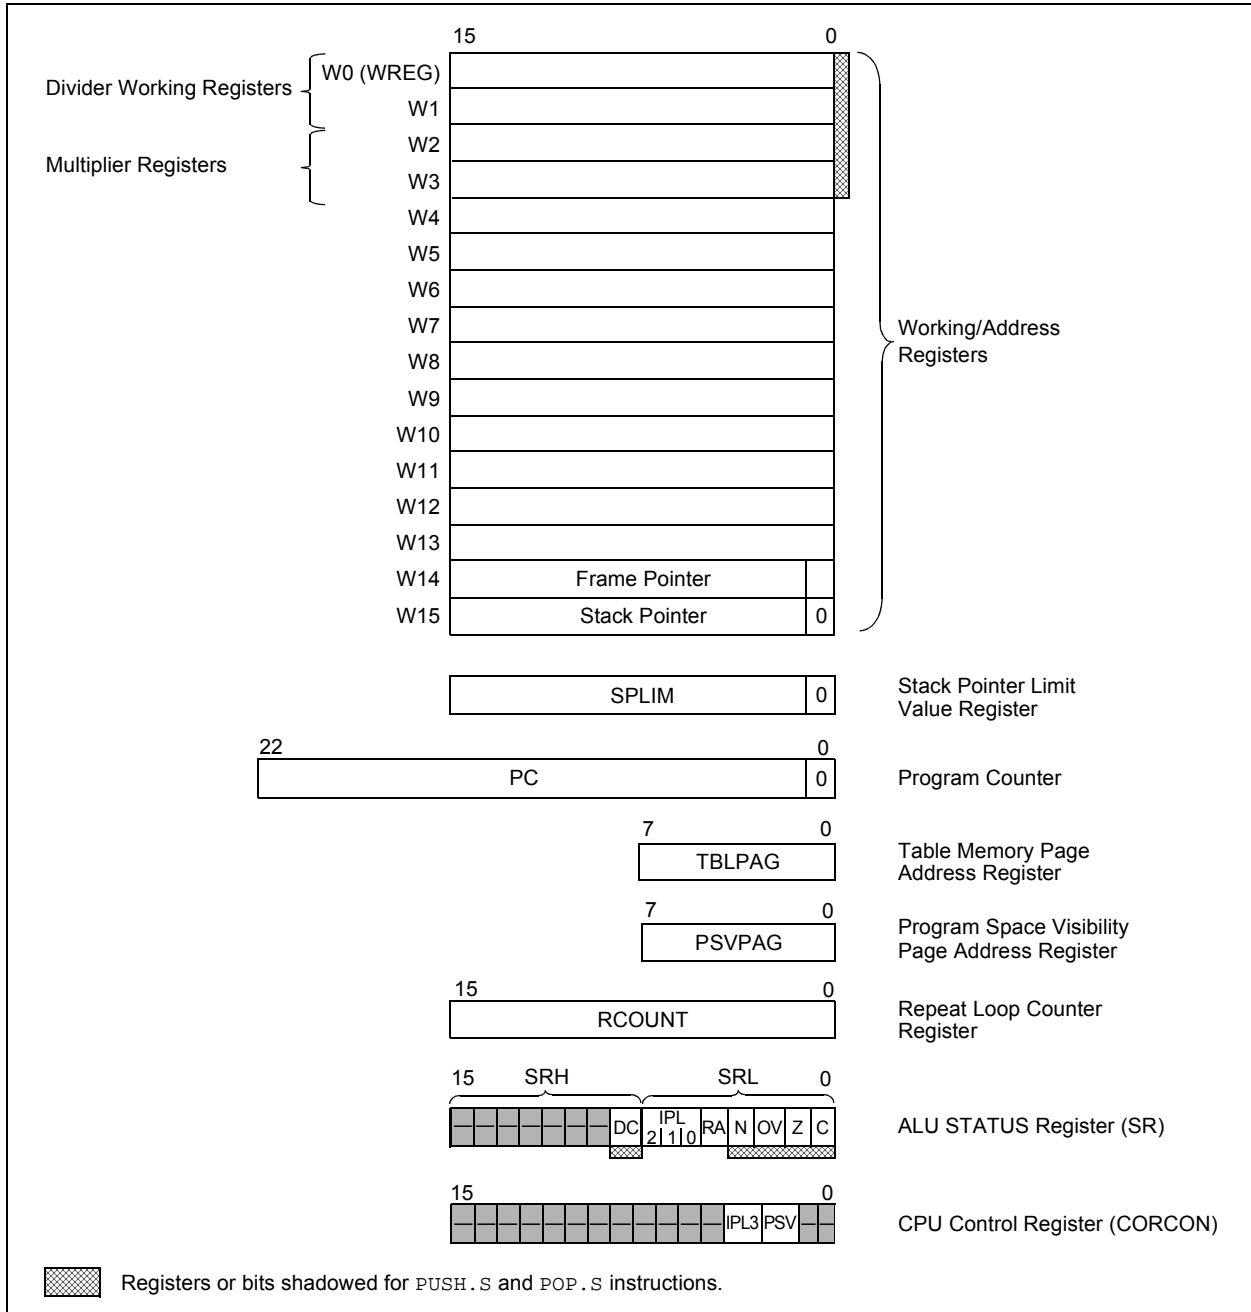 15 0
Divider Working Registers
W0 (WREG)
W1
Multiplier Registers
W2
W3
W4
W5
W6
W7
W8
W9
W10
W11
W12
W13
W14 Frame Pointer
W15 Stack Pointer 0
Working/Address
Registers
SPLIM 0
Stack Pointer Limit
Value Register
22 0
PC 0
Program Counter
7 0
TBLPAG
Table Memory Page
Address Register
7 0
PSVPAG
Program Space Visibility
Page Address Register
15 0
RCOUNT
Repeat Loop Counter
Register
15 SRH SRL 0
— — — — — — — DC IPL 2 1 0 RA N OV Z C
ALU STATUS Register (SR)
15 0
— — — — — — — — — — — — IPL3 PSV — —
CPU Control Register (CORCON)
Registers or bits shadowed for PUSH.S and POP.S instructions.